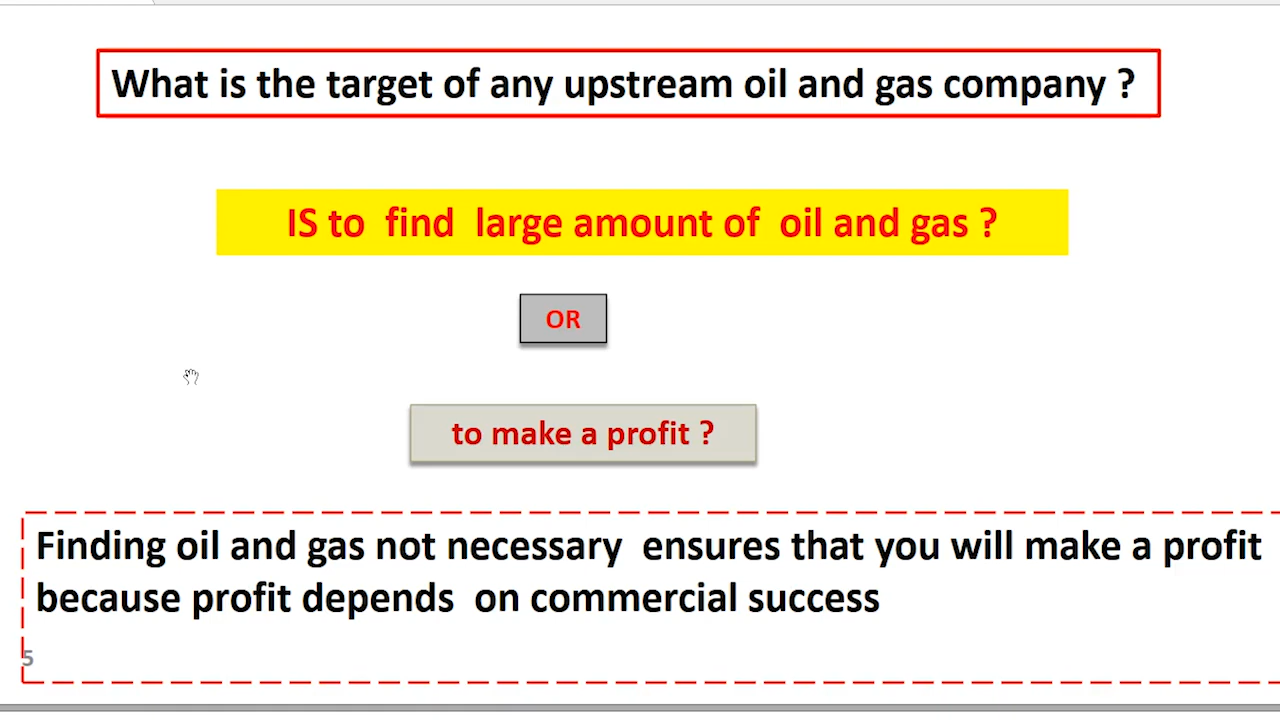 What is the target of any upstream oil and gas company ?
IS to find large amount of oil and gas ?
OR
to make a profit ?
Finding oil and gas not necessary ensures that you will make a profit
because profit depends on commercial success
5